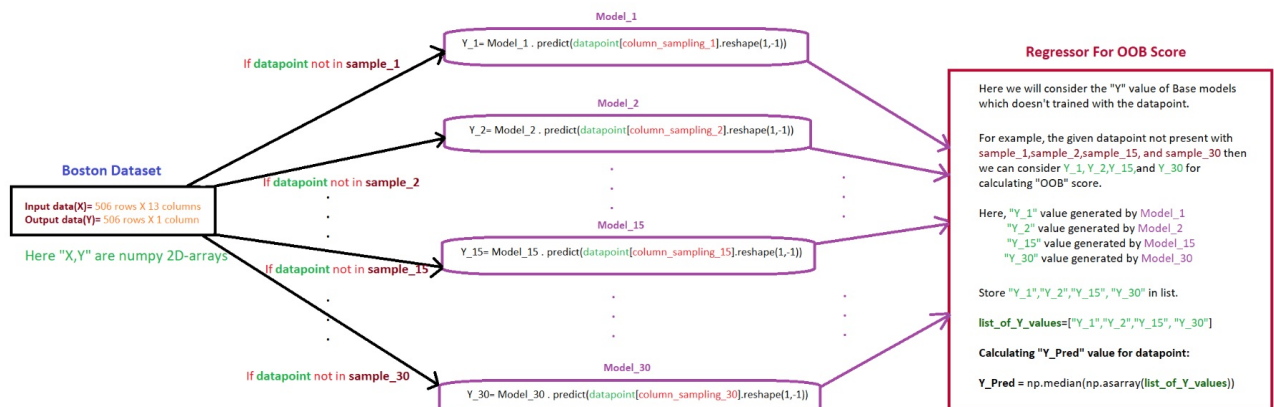 Model_1
Y_1= Model_1 . predict(datapoint[column_sampling_1].reshape(1,-1))
If datapoint not in sample_1
Model_2
Y_2= Model_2 . predict(datapoint[column_sampling_2].reshape(1,-1))
If datapoint not in sample_2
Boston Dataset
Input data(X)= 506 rows X 13 columns
Output data(Y)= 506 rows X 1 column
Here "X,Y" are numpy 2D-arrays
Model_15
Y_15= Model_15 . predict(datapoint[column_sampling_15].reshape(1,-1))
If datapoint not in sample_15
Model_30
Y_30= Model_30 . predict(datapoint[column_sampling_30].reshape(1,-1))
If datapoint not in sample_30
Regressor For OOB Score
Here we will consider the "Y" value of Base models
which doesn't trained with the datapoint.
For example, the given datapoint not present with
sample_1,sample_2,sample_15, and sample_30 then
we can consider Y_1, Y_2,Y_15,and Y_30 for
calculating "OOB" score.
Here, "Y_1" value generated by Model_1
"Y_2" value generated by Model_2
"Y_15" value generated by Model_15
"Y_30" value generated by Model_30
Store "Y_1","Y_2","Y_15", "Y_30" in list.
list_of_Y_values=["Y_1","Y_2","Y_15", "Y_30"]
Calculating "Y_Pred" value for datapoint:
Y_Pred = np.median(np.asarray(list_of_Y_values))